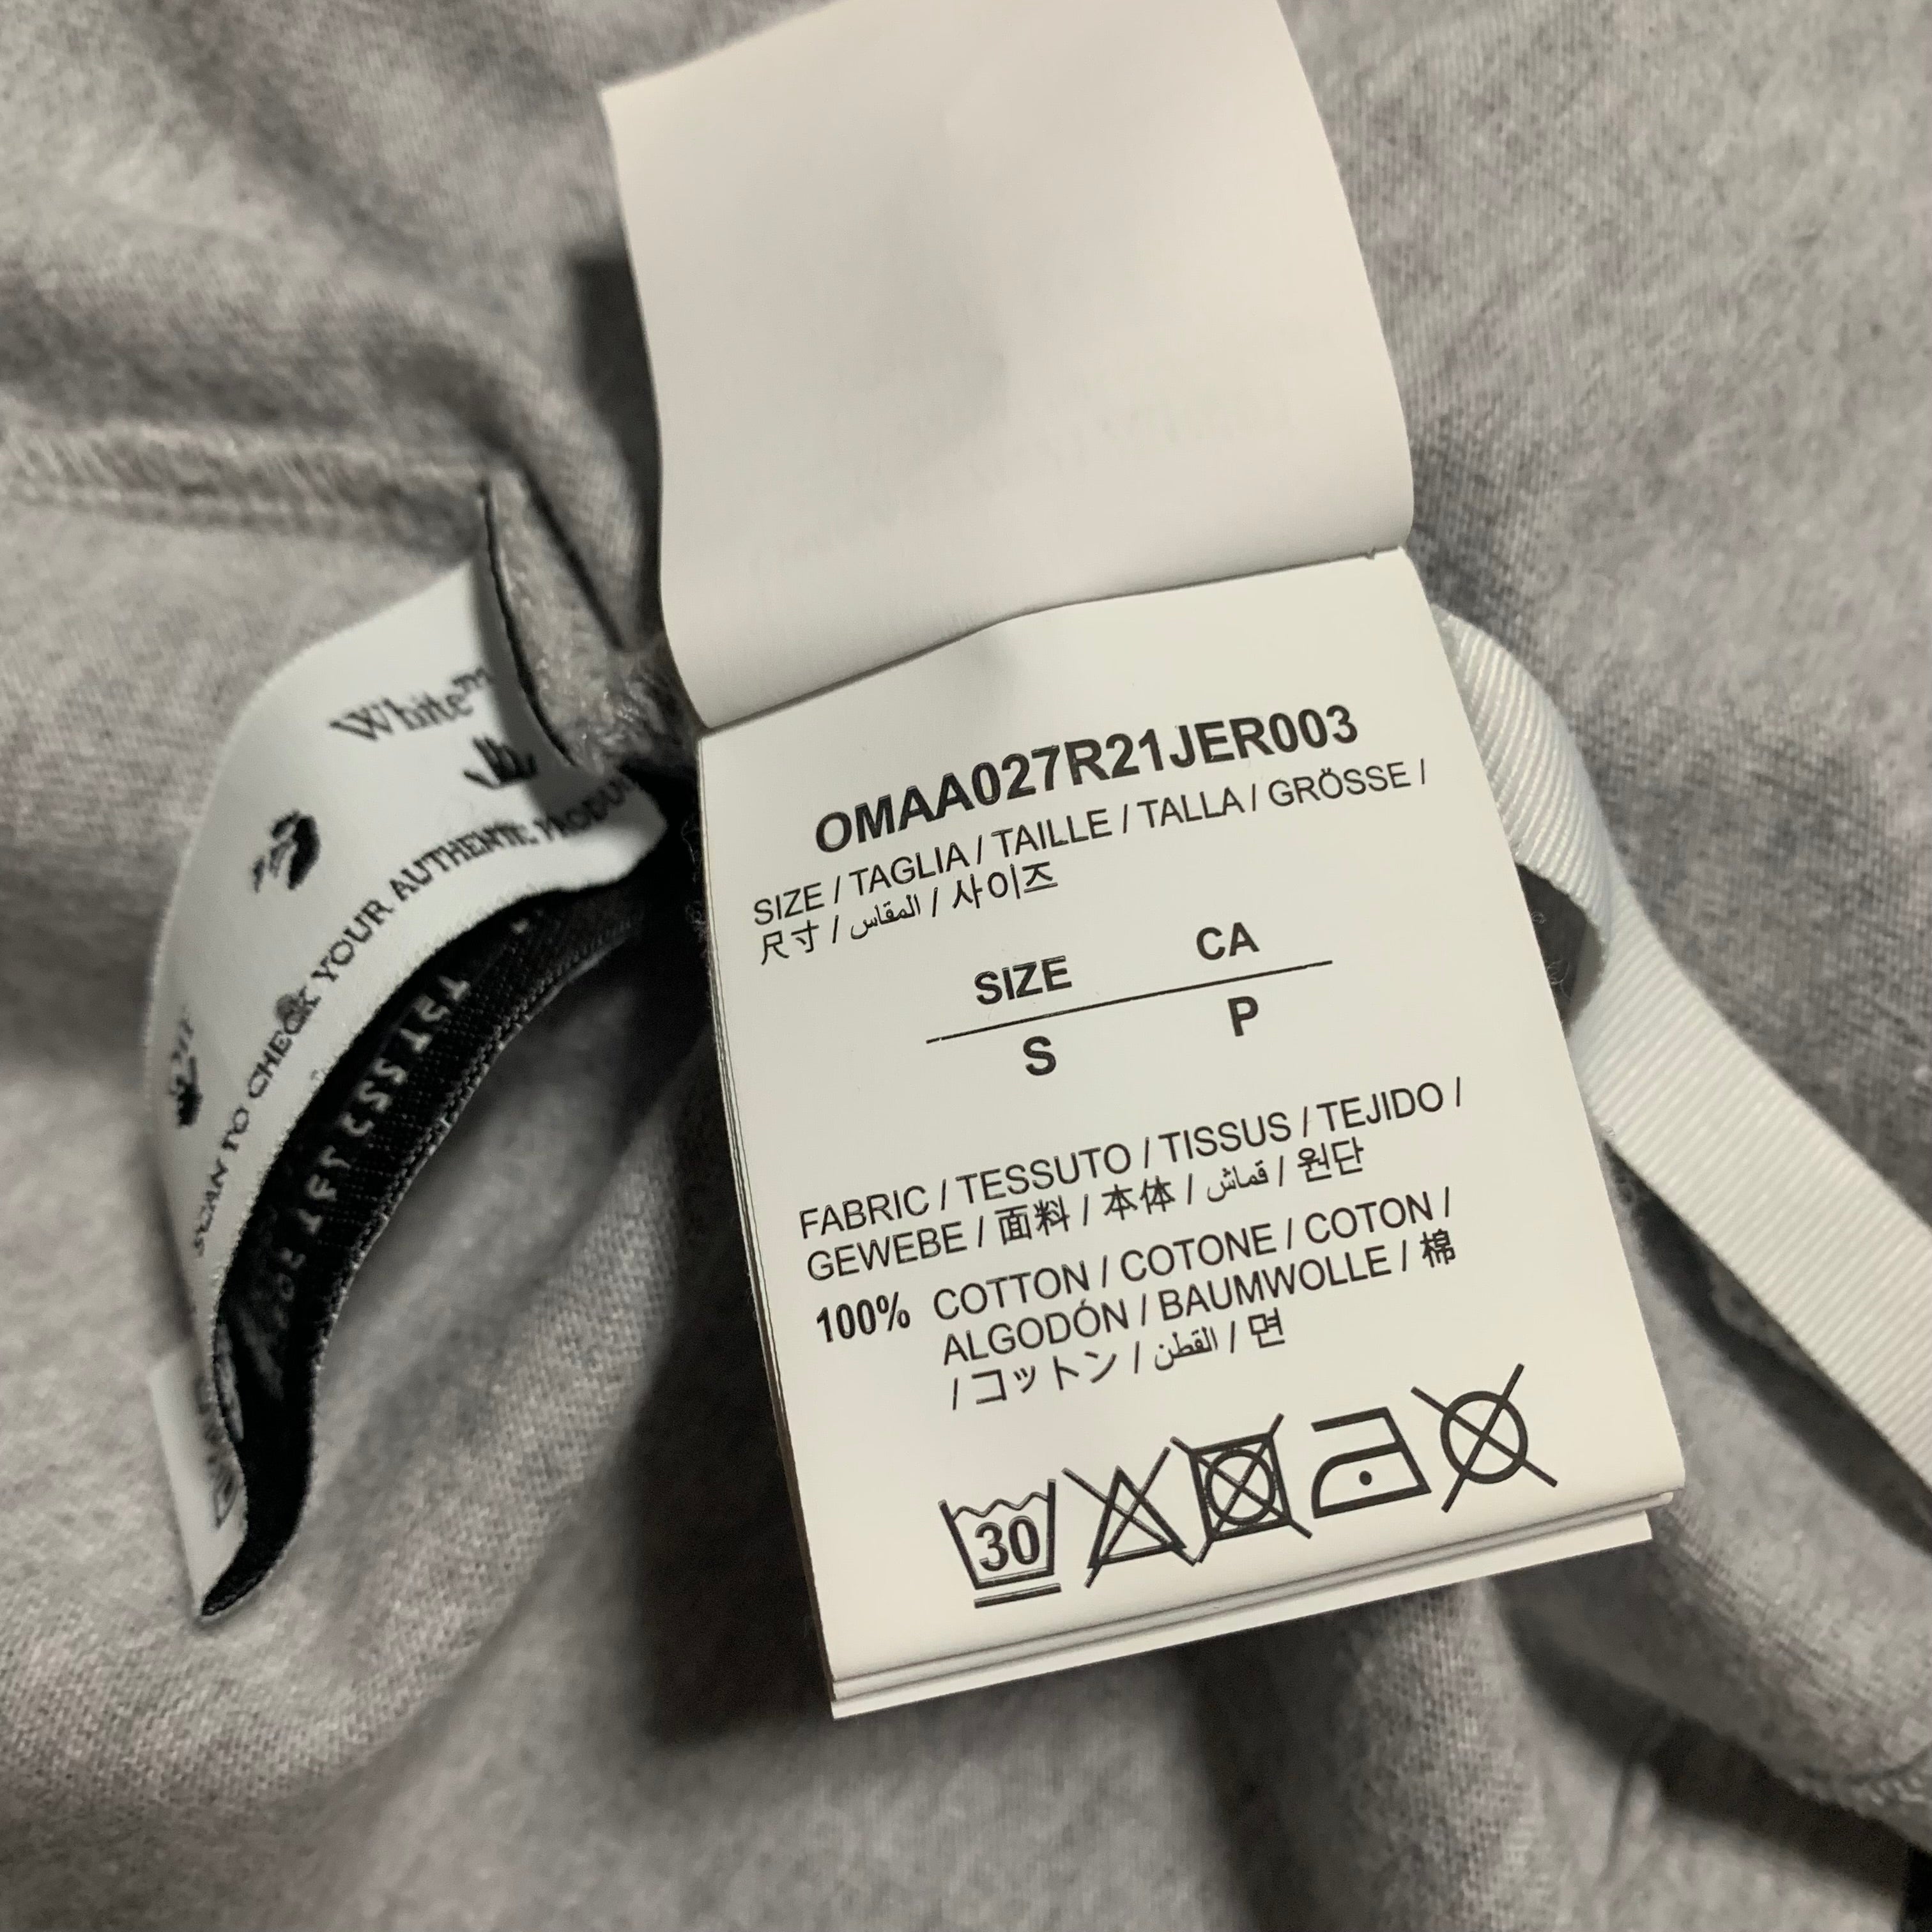 OMAA027R21JER003
SIZE / TAGLIA / TAILLE / TALLA / GRÖSSE /
尺寸 / المقاس / 사이즈
SIZE CA
S P
FABRIC / TESSUTO / TISSUS / TEJIDO /
GEWEBE / 面料 / 本体 / قماش / 원단
100% COTTON / COTONE / COTON /
ALGODÓN / BAUMWOLLE / 棉
/ コットン / القطن / 면
30
White™
SCAN TO CHECK YOUR AUTHENTIC